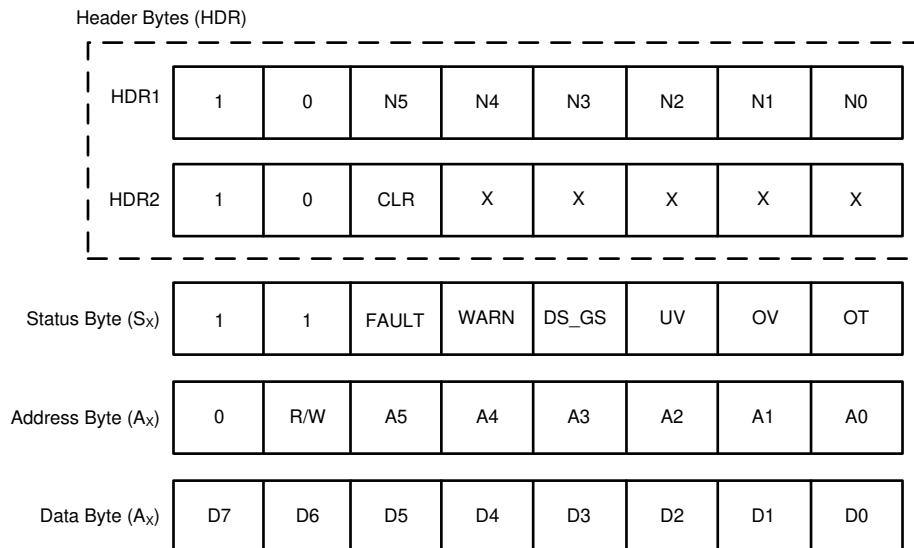 Header Bytes (HDR)
HDR1 1 0 N5 N4 N3 N2 N1 N0
HDR2 1 0 CLR X X X X X
Status Byte (SX) 1 1 FAULT WARN DS_GS UV OV OT
Address Byte (AX) 0 R/W A5 A4 A3 A2 A1 A0
Data Byte (AX) D7 D6 D5 D4 D3 D2 D1 D0